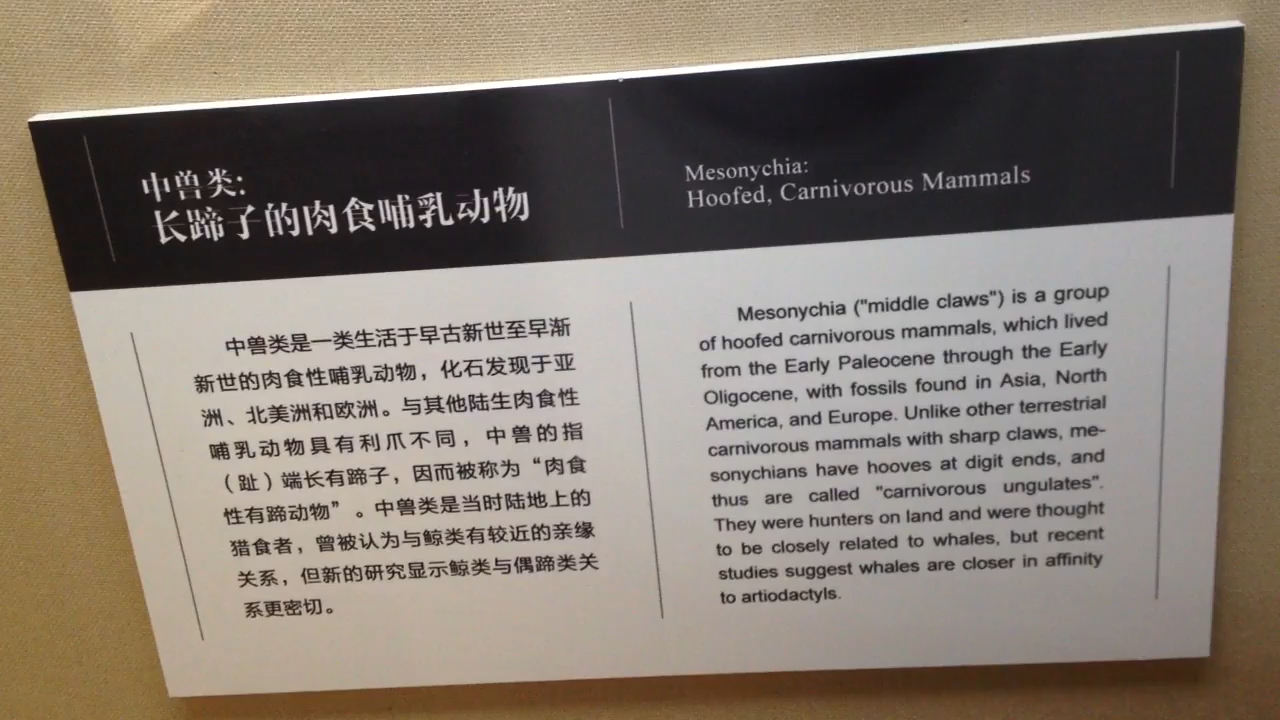 中兽类:
长蹄子的肉食哺乳动物
Mesonychia:
Hoofed, Carnivorous Mammals
中兽类是一类生活于早古新世至早渐
新世的肉食性哺乳动物，化石发现于亚
洲、北美洲和欧洲。与其他陆生肉食性
哺乳动物具有利爪不同，中兽的指
（趾）端长有蹄子，因而被称为“肉食
性有蹄动物”。中兽类是当时陆地上的
猎食者，曾被认为与鲸类有较近的亲缘
关系，但新的研究显示鲸类与偶蹄类关
系更密切。
Mesonychia ("middle claws") is a group
of hoofed carnivorous mammals, which lived
from the Early Paleocene through the Early
Oligocene, with fossils found in Asia, North
America, and Europe. Unlike other terrestrial
carnivorous mammals with sharp claws, me-
sonychians have hooves at digit ends, and
thus are called "carnivorous ungulates".
They were hunters on land and were thought
to be closely related to whales, but recent
studies suggest whales are closer in affinity
to artiodactyls.